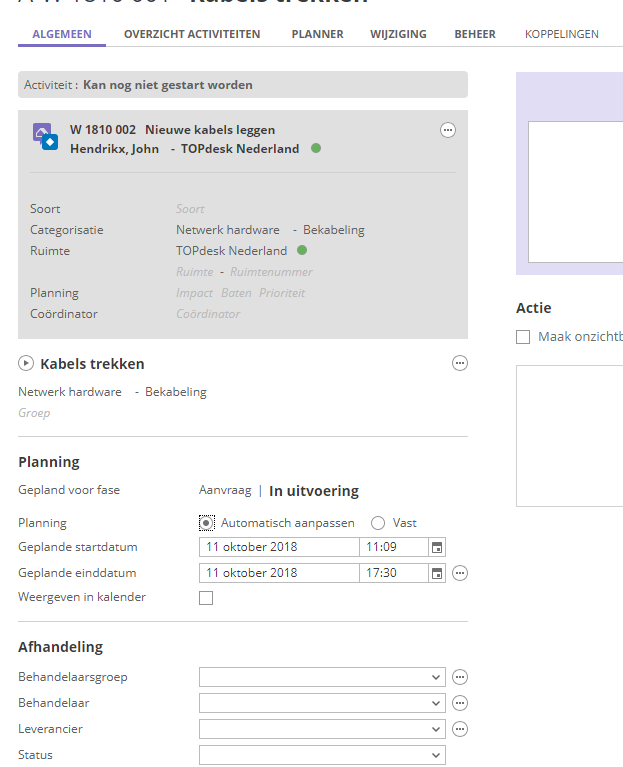 Kabels trekken
ALGEMEEN OVERZICHT ACTIVITEITEN PLANNER WIJZIGING BEHEER KOPPELINGEN
Activiteit : Kan nog niet gestart worden
W 1810 002 Nieuwe kabels leggen
Hendrikx, John - TOPdesk Nederland
Soort Soort
Categorisatie Netwerk hardware - Bekabeling
Ruimte TOPdesk Nederland
Ruimte - Ruimtenummer
Planning Impact Baten Prioriteit
Coördinator Coördinator
Actie
Maak onzichtb
Kabels trekken
Netwerk hardware - Bekabeling
Groep
Planning
Gepland voor fase Aanvraag | In uitvoering
Planning Automatisch aanpassen Vast
Geplande startdatum 11 oktober 2018 11:09
Geplande einddatum 11 oktober 2018 17:30
Weergeven in kalender
Afhandeling
Behandelaarsgroep
Behandelaar
Leverancier
Status